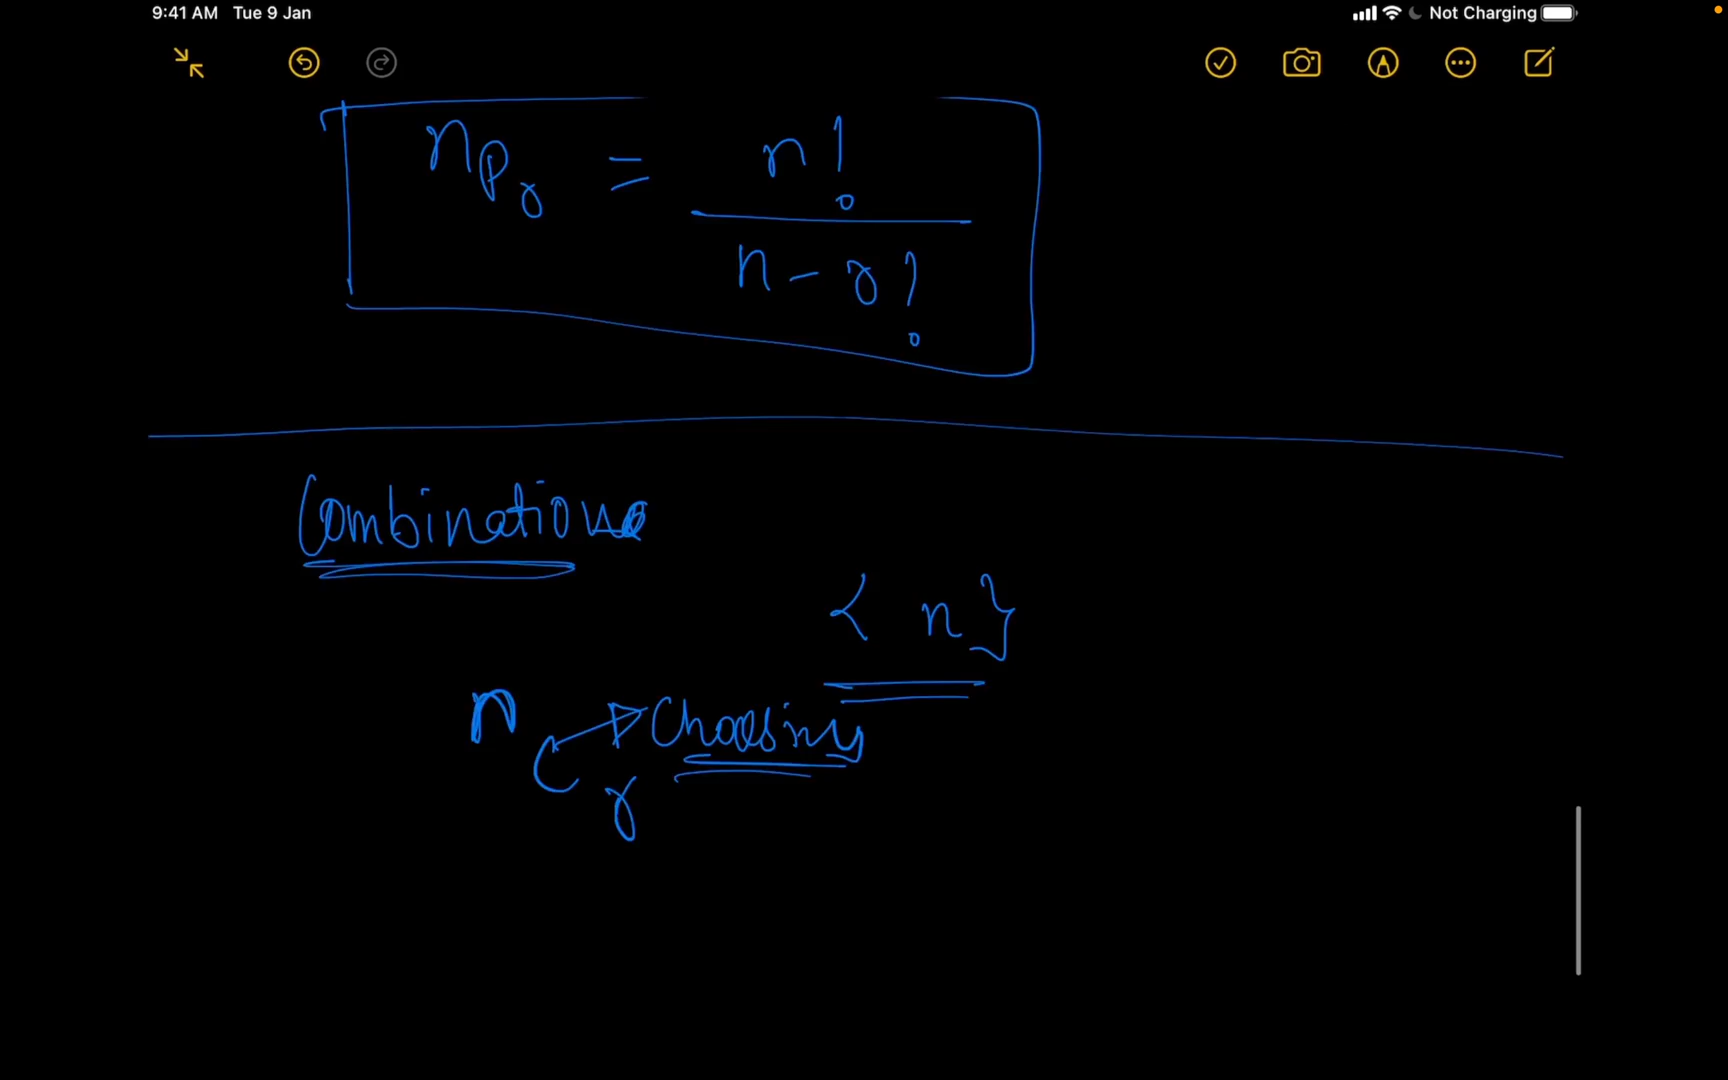 9:41 AM Tue 9 Jan Not Charging
nPr = n!
n - r!
Combinations
{ n }
n C r → Choosing